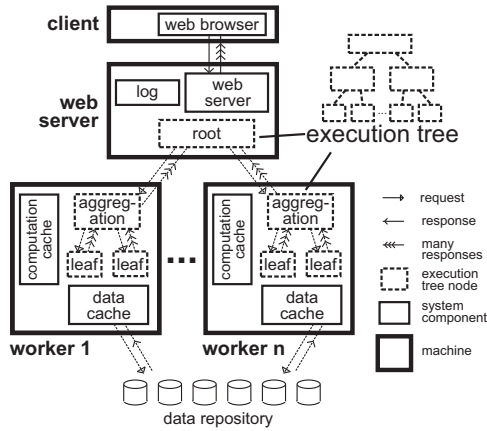 client
web browser
web
server
log
web
server
root
execution tree
worker 1
computation
cache
aggreg-
ation
leaf
leaf
data
cache
...
worker n
computation
cache
aggreg-
ation
leaf
leaf
data
cache
data repository
request
response
many
responses
execution
tree node
system
component
machine